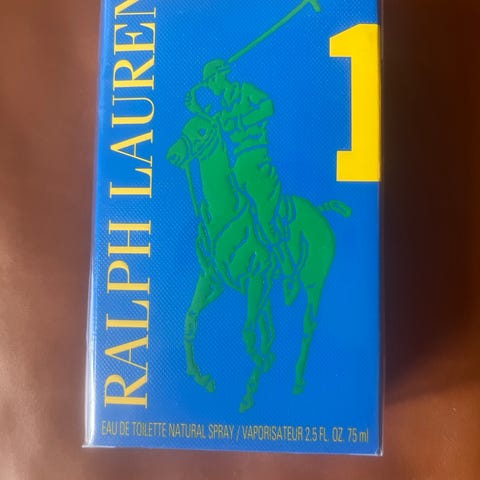 RALPH LAUREN
1
EAU DE TOILETTE NATURAL SPRAY / VAPORISATEUR 2.5 FL. OZ. 75 ml